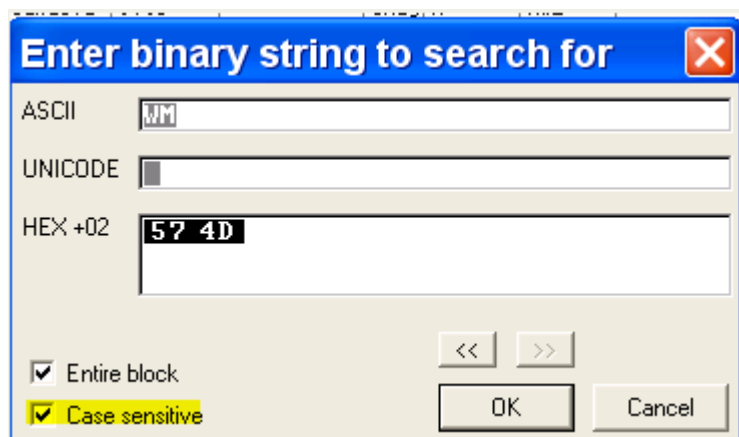 Enter binary string to search for
ASCII WM
UNICODE
HEX +02 57 4D
<< >>
Entire block
Case sensitive
OK Cancel